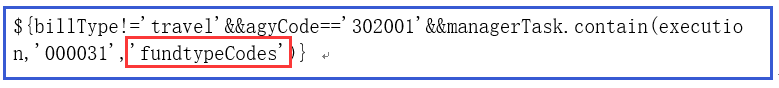 ${billType!='travel'&&agyCode=='302001'&&managerTask.contain(executio
n,'000031','fundtypeCodes')}